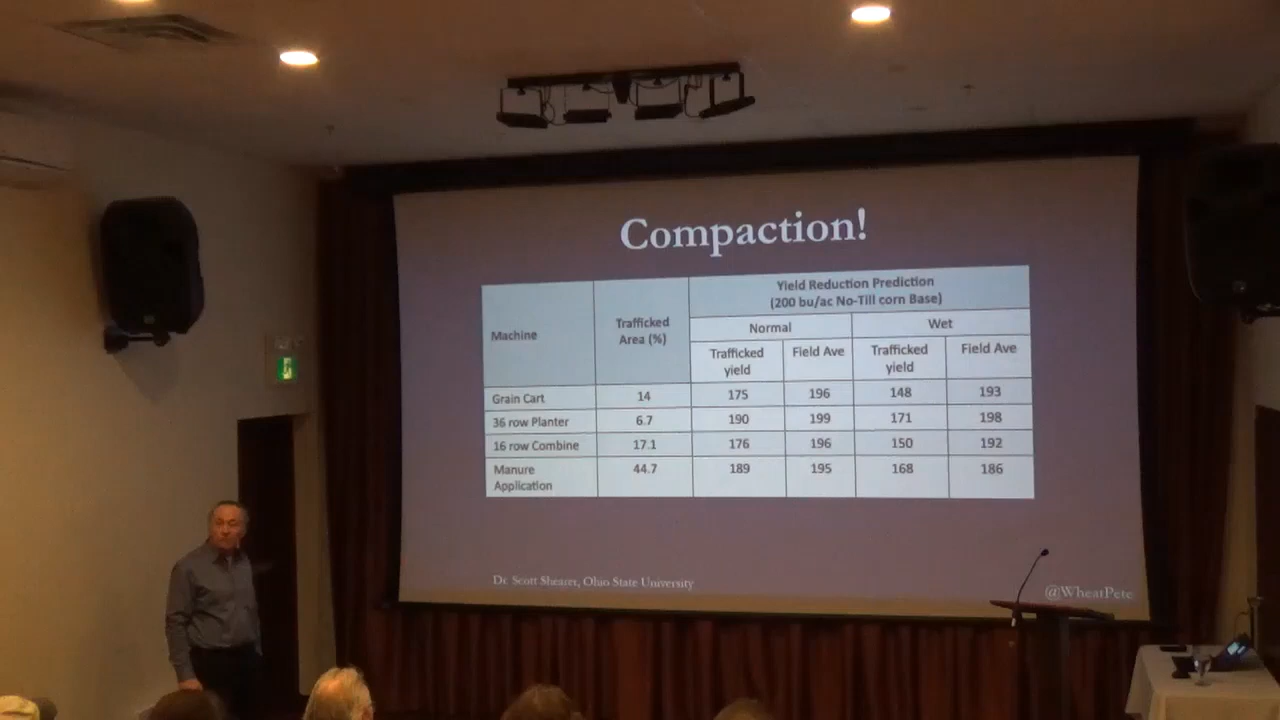 Compaction!
Machine
Trafficked
Area (%)
Yield Reduction Prediction
(200 bu/ac No-Till corn Base)
Normal
Wet
Trafficked
yield
Field Ave
Trafficked
yield
Field Ave
Grain Cart 14 175 196 148 193
36 row Planter 6.7 190 199 171 198
16 row Combine 17.1 176 196 150 192
Manure
Application
44.7 189 195 168 186
Dr. Scott Shearer, Ohio State University
@WheatPete